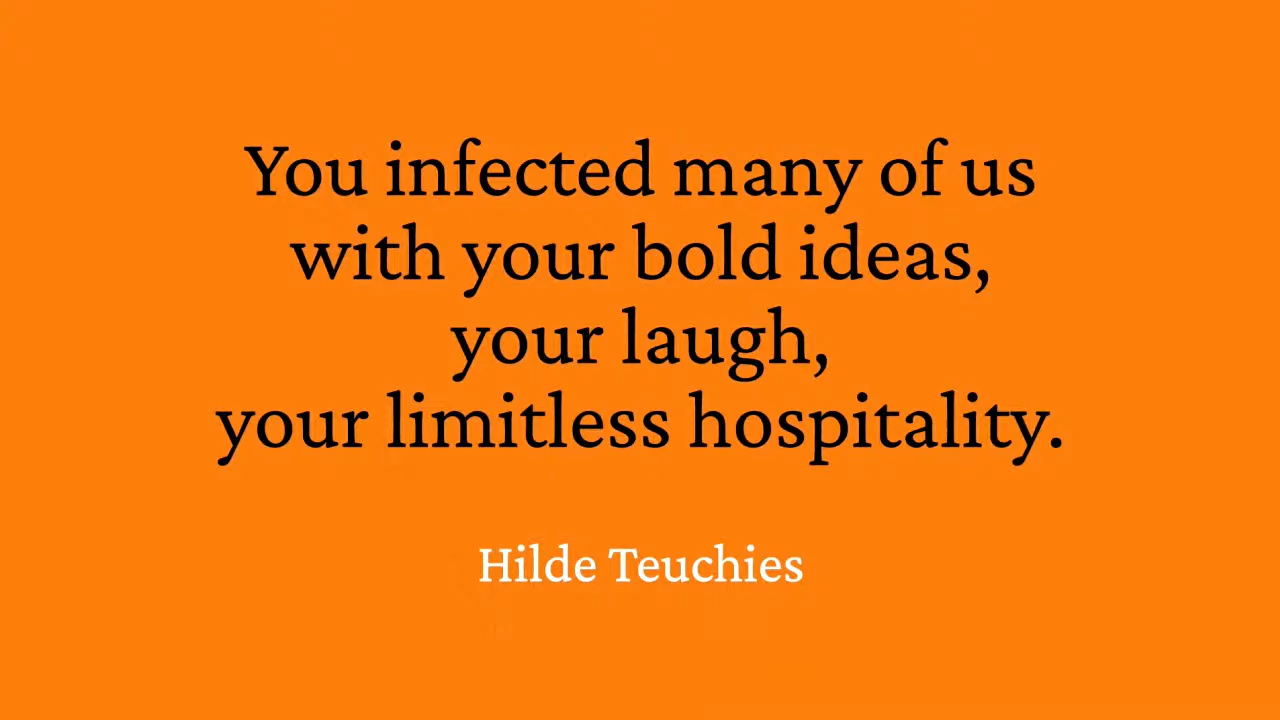 You infected many of us
with your bold ideas,
your laugh,
your limitless hospitality.
Hilde Teuchies